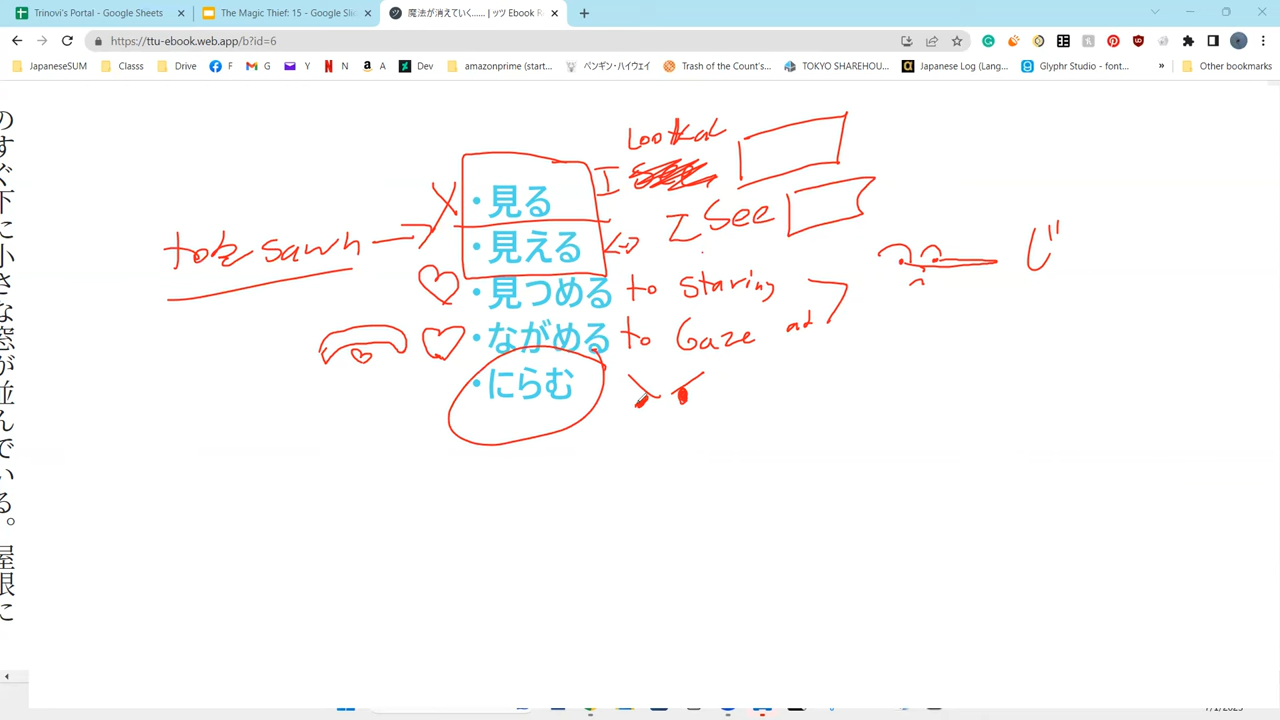 Trinovi's Portal - Google Sheets
The Magic Thief: 15 - Google Slic
魔法が消えていく…… | ッツ Ebook R
https://ttu-ebook.web.app/b?id=6
JapaneseSUM
Classs
Drive
F
G
Y
N
A
Dev
amazonprime (start...
ペンギン・ハイウェイ
Trash of the Count's...
TOKYO SHAREHOU...
Japanese Log (Lang...
Glyphr Studio - font...
»
Other bookmarks
のすぐ下に小さな窓が並んでいる。屋根に
Look at
・見る
I See
・見える
・見つめる to staring
・ながめる to Gaze
・にらむ
じ
7/1/2023